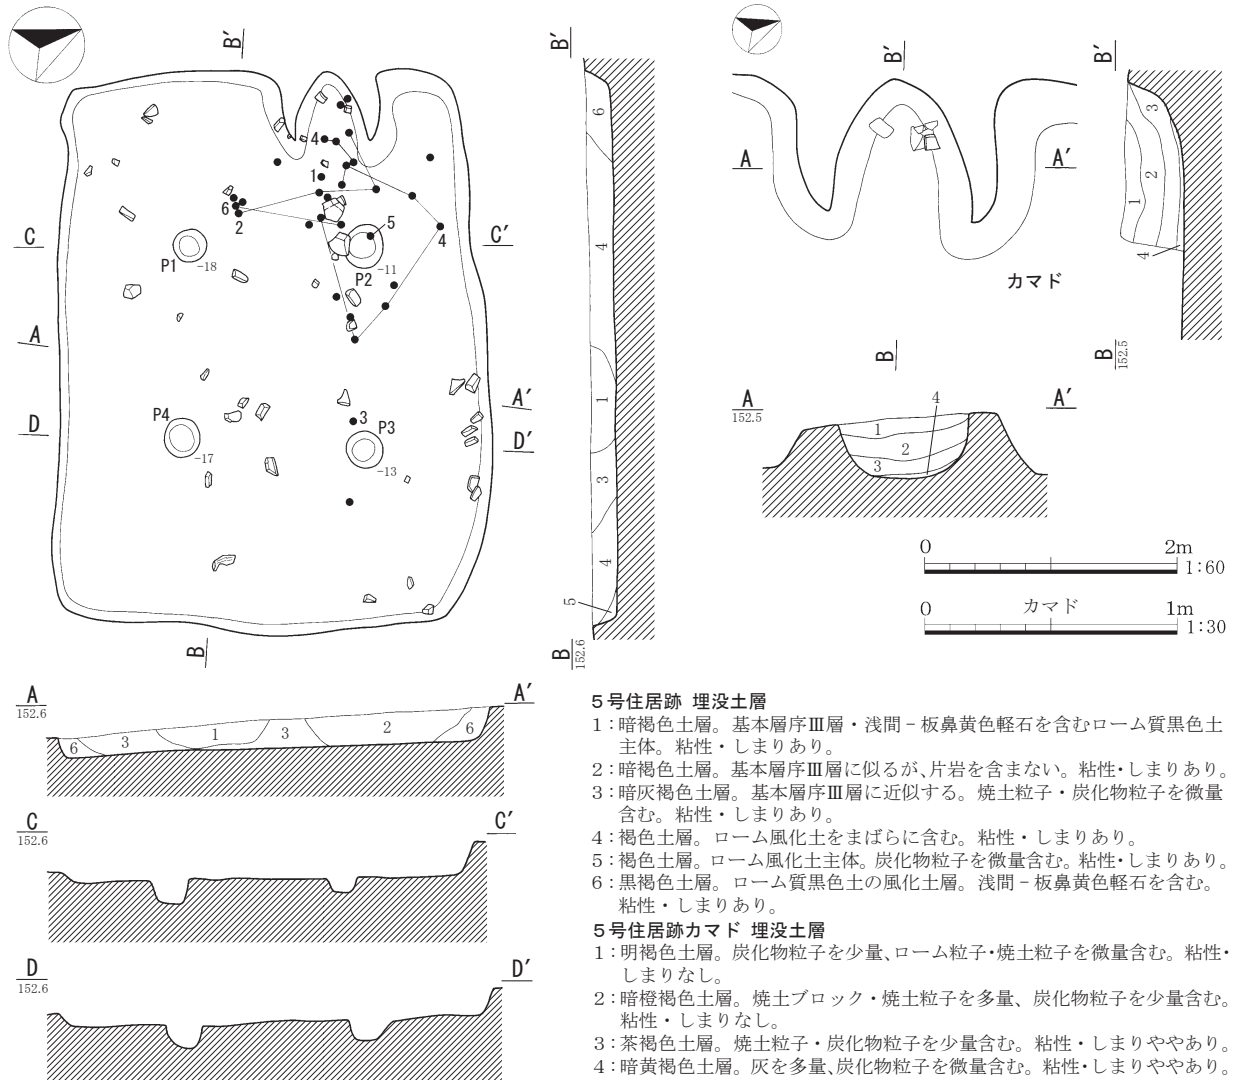 B′
B′
B′
B′
4
1
6
2
5
4
C
C′
P1
-18
P2
-11
A
A′
D
D′
P4
-17
3
P3
-13
B
6
4
1
3
4
5
B
152.6
A
A′
カマド
3
2
1
4
B
152.5
B
A
152.5
A′
4
1
2
3
0 2m
1:60
0 カマド 1m
1:30
A
152.6
A′
6 3 1 3 2 6
C
152.6
C′
D
152.6
D′
5号住居跡 埋没土層
1：暗褐色土層。基本層序Ⅲ層・浅間－板鼻黄色軽石を含むローム質黒色土
主体。粘性・しまりあり。
2：暗褐色土層。基本層序Ⅲ層に似るが、片岩を含まない。粘性・しまりあり。
3：暗灰褐色土層。基本層序Ⅲ層に近似する。焼土粒子・炭化物粒子を微量
含む。粘性・しまりあり。
4：褐色土層。ローム風化土をまばらに含む。粘性・しまりあり。
5：褐色土層。ローム風化土主体。炭化物粒子を微量含む。粘性・しまりあり。
6：黒褐色土層。ローム質黒色土の風化土層。浅間－板鼻黄色軽石を含む。
粘性・しまりあり。
5号住居跡カマド 埋没土層
1：明褐色土層。炭化物粒子を少量、ローム粒子・焼土粒子を微量含む。粘性・
しまりなし。
2：暗橙褐色土層。焼土ブロック・焼土粒子を多量、炭化物粒子を少量含む。
粘性・しまりなし。
3：茶褐色土層。焼土粒子・炭化物粒子を少量含む。粘性・しまりややあり。
4：暗黄褐色土層。灰を多量、炭化物粒子を微量含む。粘性・しまりややあり。